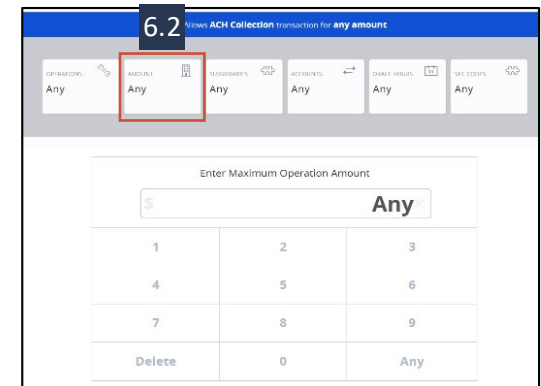 6.2
Allows ACH Collection transaction for any amount
OPERATIONS AMOUNT SUBSIDIARIES ACCOUNTS DRAFT HOURS SEC CODES
Any Any Any Any Any Any
Enter Maximum Operation Amount
$ Any ×
1 2 3
4 5 6
7 8 9
Delete 0 Any